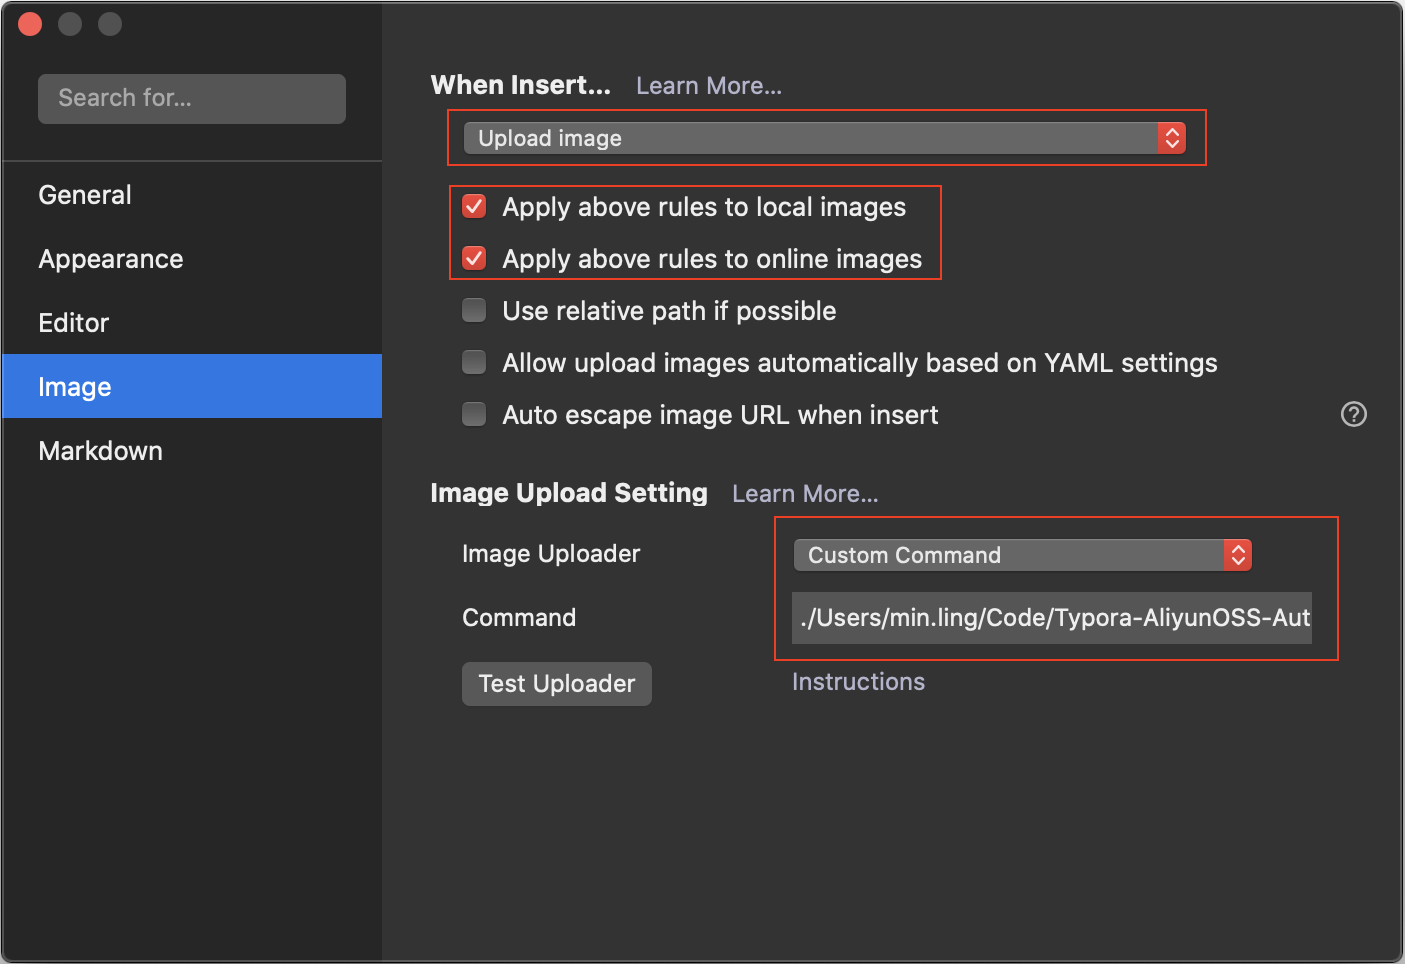 Search for...
General
Appearance
Editor
Image
Markdown
When Insert... Learn More...
Upload image
Apply above rules to local images
Apply above rules to online images
Use relative path if possible
Allow upload images automatically based on YAML settings
Auto escape image URL when insert ?
Image Upload Setting Learn More...
Image Uploader Custom Command
Command ./Users/min.ling/Code/Typora-AliyunOSS-Aut
Test Uploader Instructions